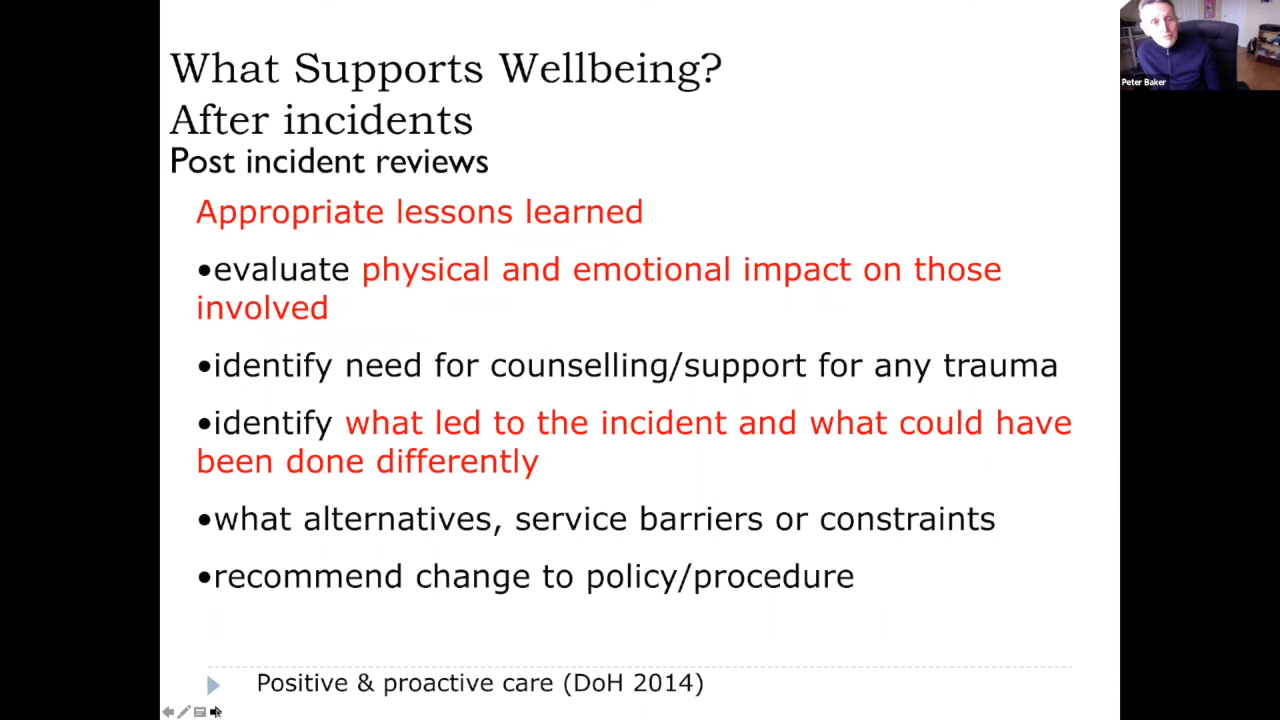 What Supports Wellbeing?
After incidents
Post incident reviews
Appropriate lessons learned
•evaluate physical and emotional impact on those
involved
•identify need for counselling/support for any trauma
•identify what led to the incident and what could have
been done differently
•what alternatives, service barriers or constraints
•recommend change to policy/procedure
Positive & proactive care (DoH 2014)
Peter Baker